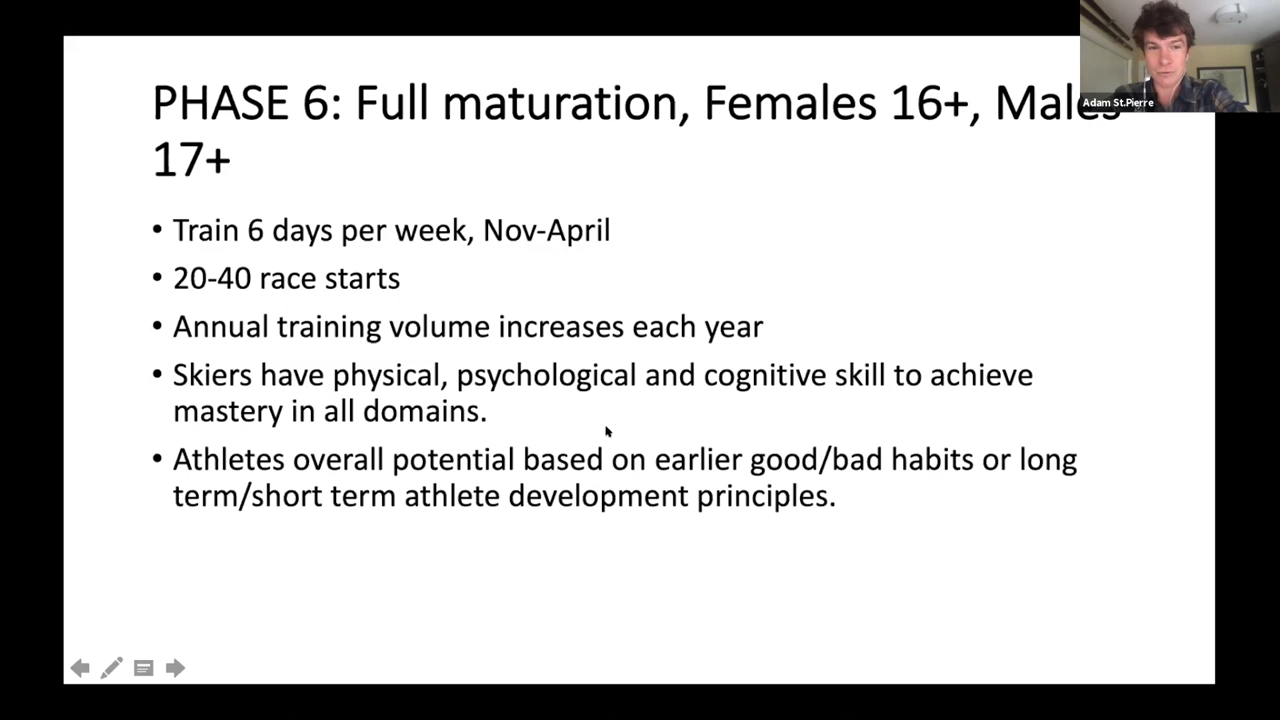 PHASE 6: Full maturation, Females 16+, Males
17+
• Train 6 days per week, Nov-April
• 20-40 race starts
• Annual training volume increases each year
• Skiers have physical, psychological and cognitive skill to achieve
mastery in all domains.
• Athletes overall potential based on earlier good/bad habits or long
term/short term athlete development principles.
Adam St.Pierre